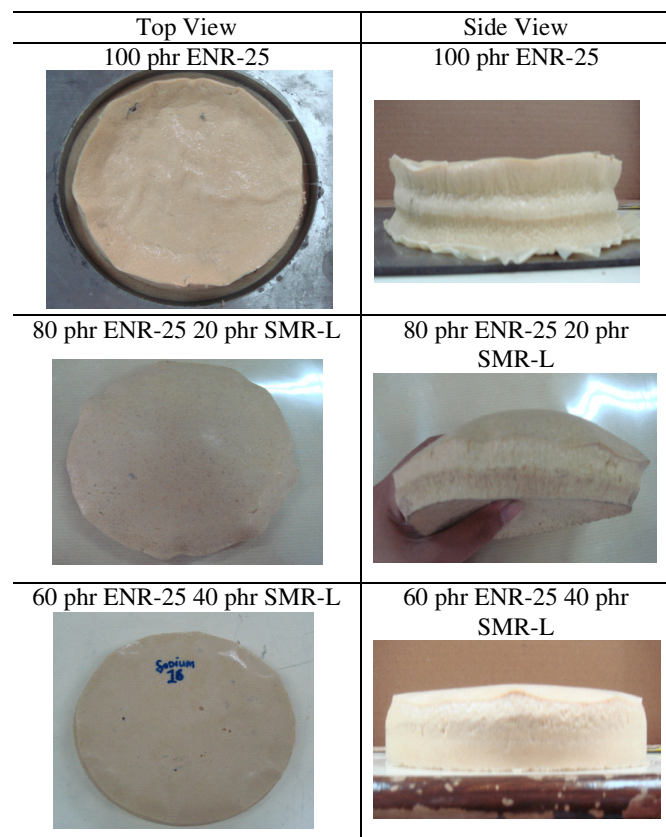 Top View
Side View
100 phr ENR-25
100 phr ENR-25
80 phr ENR-25 20 phr SMR-L
80 phr ENR-25 20 phr
SMR-L
60 phr ENR-25 40 phr SMR-L
60 phr ENR-25 40 phr
SMR-L
Sodium
16